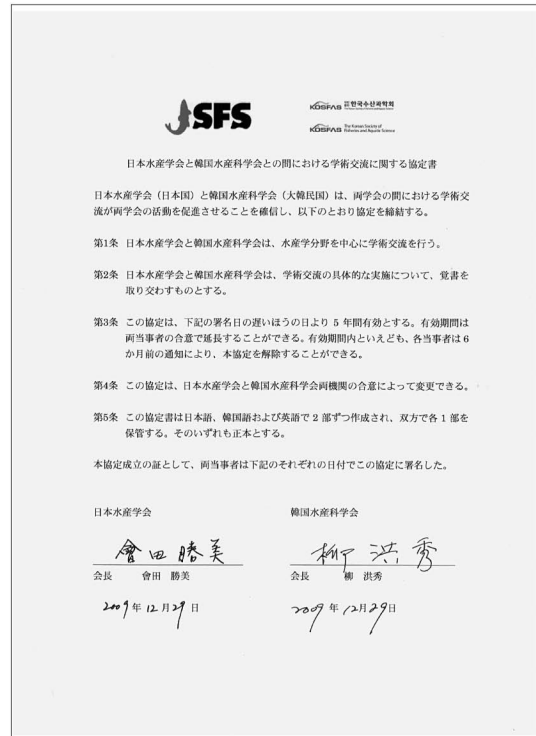 JSFS
KOSFAS 한국수산과학회
KOSFAS The Korean Society of
Fisheries and Aquatic Science
日本水産学会と韓国水産科学会との間における学術交流に関する協定書
日本水産学会（日本国）と韓国水産科学会（大韓民国）は、両学会の間における学術交
流が両学会の活動を促進させることを確信し、以下のとおり協定を締結する。
第1条 日本水産学会と韓国水産科学会は、水産学分野を中心に学術交流を行う。
第2条 日本水産学会と韓国水産科学会は、学術交流の具体的な実施について、覚書を
取り交わすものとする。
第3条 この協定は、下記の署名日の遅いほうの日より 5 年間有効とする。有効期間は
両当事者の合意で延長することができる。有効期間内といえども、各当事者は 6
か月前の通知により、本協定を解除することができる。
第4条 この協定は、日本水産学会と韓国水産科学会両機関の合意によって変更できる。
第5条 この協定書は日本語、韓国語および英語で 2 部ずつ作成され、双方で各 1 部を
保管する。そのいずれも正本とする。
本協定成立の証として、両当事者は下記のそれぞれの日付でこの協定に署名した。
日本水産学会 韓国水産科学会
會田勝美 柳洪秀
会長 會田 勝美 会長 柳 洪秀
2009年 12月29日 2009年 12月29日